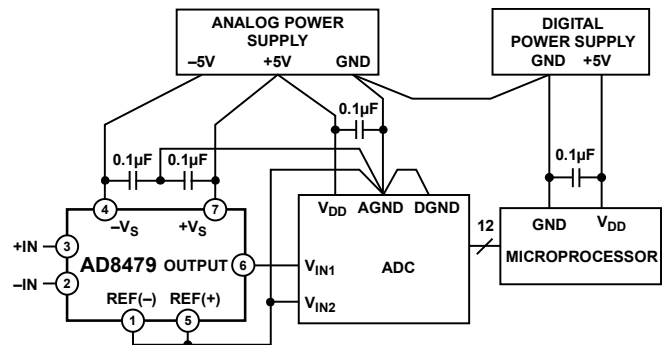 ANALOG POWER
SUPPLY
–5V +5V GND
DIGITAL
POWER SUPPLY
GND +5V
0.1µF
0.1µF 0.1µF
0.1µF
4 7
–VS +VS
VDD AGND DGND
GND VDD
12
MICROPROCESSOR
+IN 3
–IN 2
AD8479 OUTPUT 6
VIN1
ADC
VIN2
REF(–) REF(+)
1 5